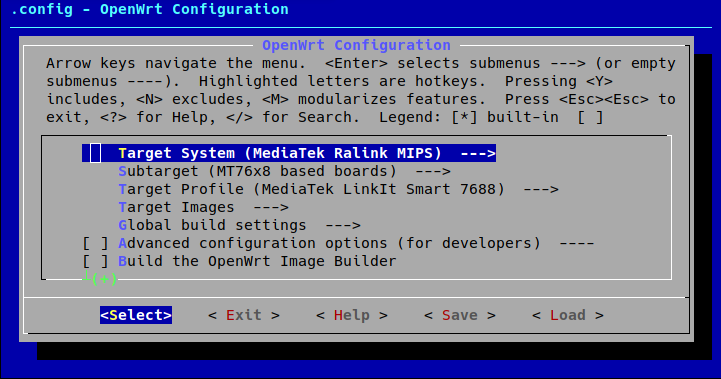 .config - OpenWrt Configuration
OpenWrt Configuration
Arrow keys navigate the menu.  <Enter> selects submenus ---> (or empty
submenus ----).  Highlighted letters are hotkeys.  Pressing <Y>
includes, <N> excludes, <M> modularizes features.  Press <Esc><Esc> to
exit, <?> for Help, </> for Search.  Legend: [*] built-in  [ ]
Target System (MediaTek Ralink MIPS)  --->
Subtarget (MT76x8 based boards)  --->
Target Profile (MediaTek LinkIt Smart 7688)  --->
Target Images  --->
Global build settings  --->
[ ] Advanced configuration options (for developers)  ----
[ ] Build the OpenWrt Image Builder
(+)
<Select>    < Exit >    < Help >    < Save >    < Load >